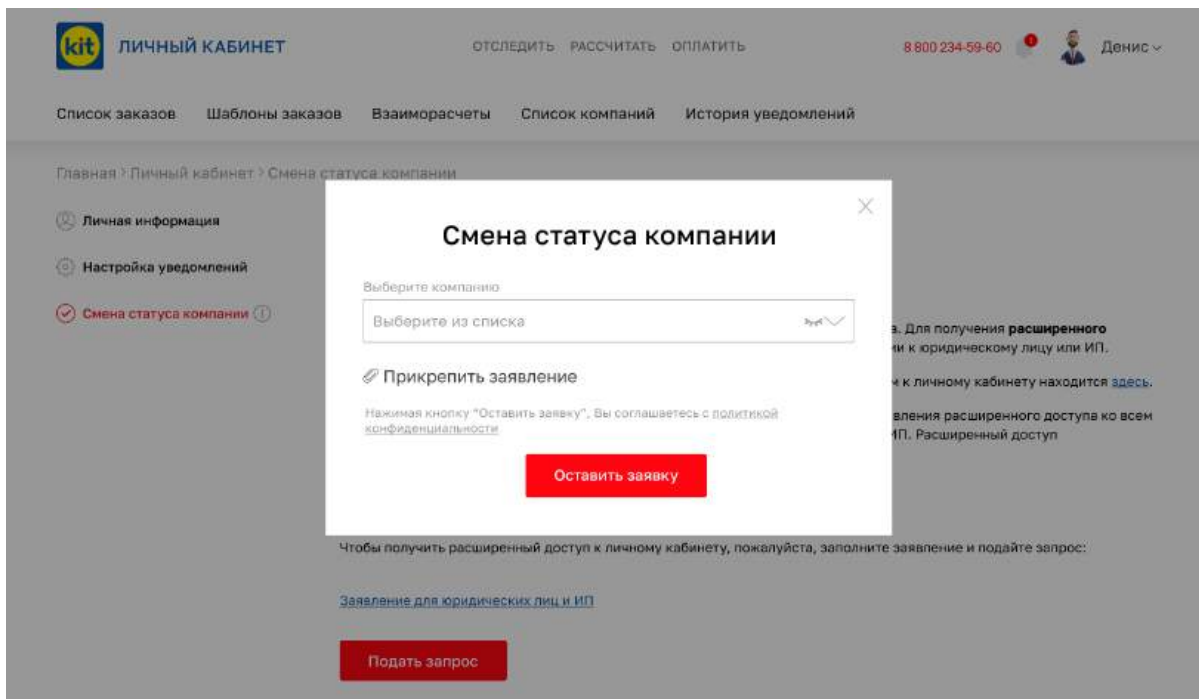 kit ЛИЧНЫЙ КАБИНЕТ ОТСЛЕДИТЬ РАССЧИТАТЬ ОПЛАТИТЬ 8 800 234-59-60 Денис
Список заказов Шаблоны заказов Взаиморасчеты Список компаний История уведомлений
Главная > Личный кабинет > Смена статуса компании
Личная информация
Настройка уведомлений
Смена статуса компании
Смена статуса компании
Выберите компанию
Выберите из списка
Прикрепить заявление
Нажимая кнопку "Оставить заявку", Вы соглашаетесь с политикой
конфиденциальности
Оставить заявку
Для получения расширенного
к юридическому лицу или ИП.
к личному кабинету находится здесь.
вления расширенного доступа ко всем
ИП. Расширенный доступ
Чтобы получить расширенный доступ к личному кабинету, пожалуйста, заполните заявление и подайте запрос:
Заявление для юридических лиц и ИП
Подать запрос